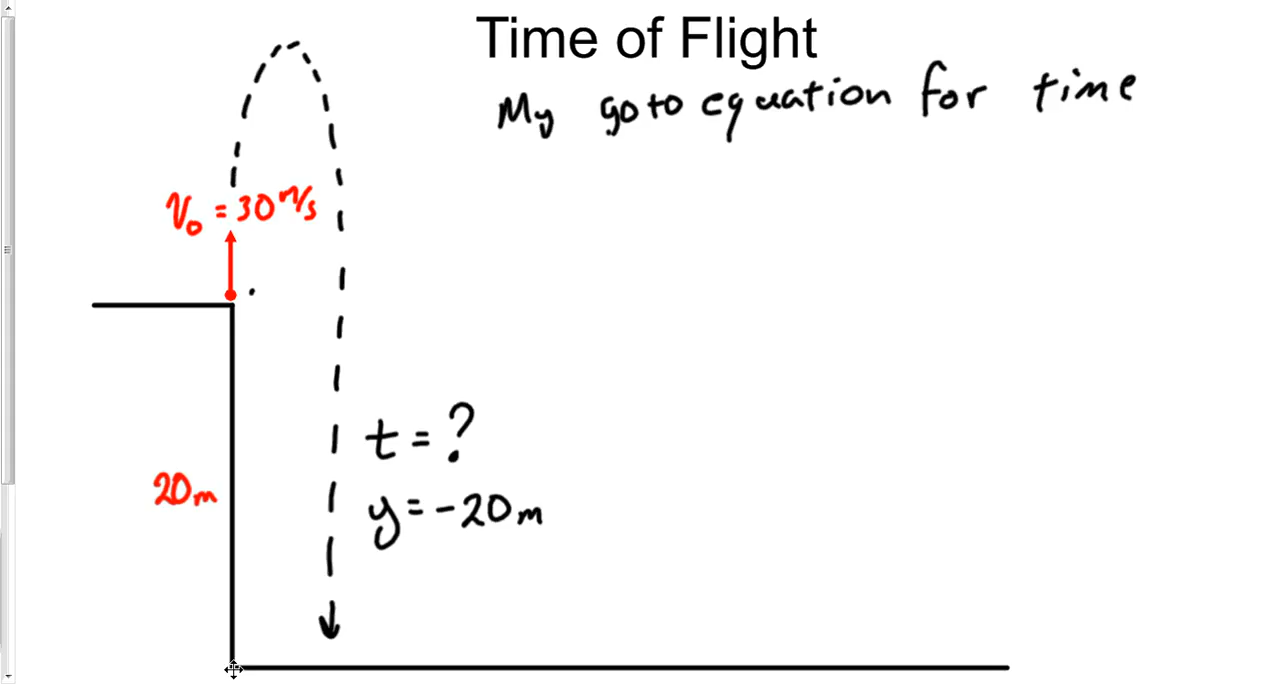 Time of Flight
My go to equation for time
V₀ = 30 m/s
t = ?
20m
y = -20m